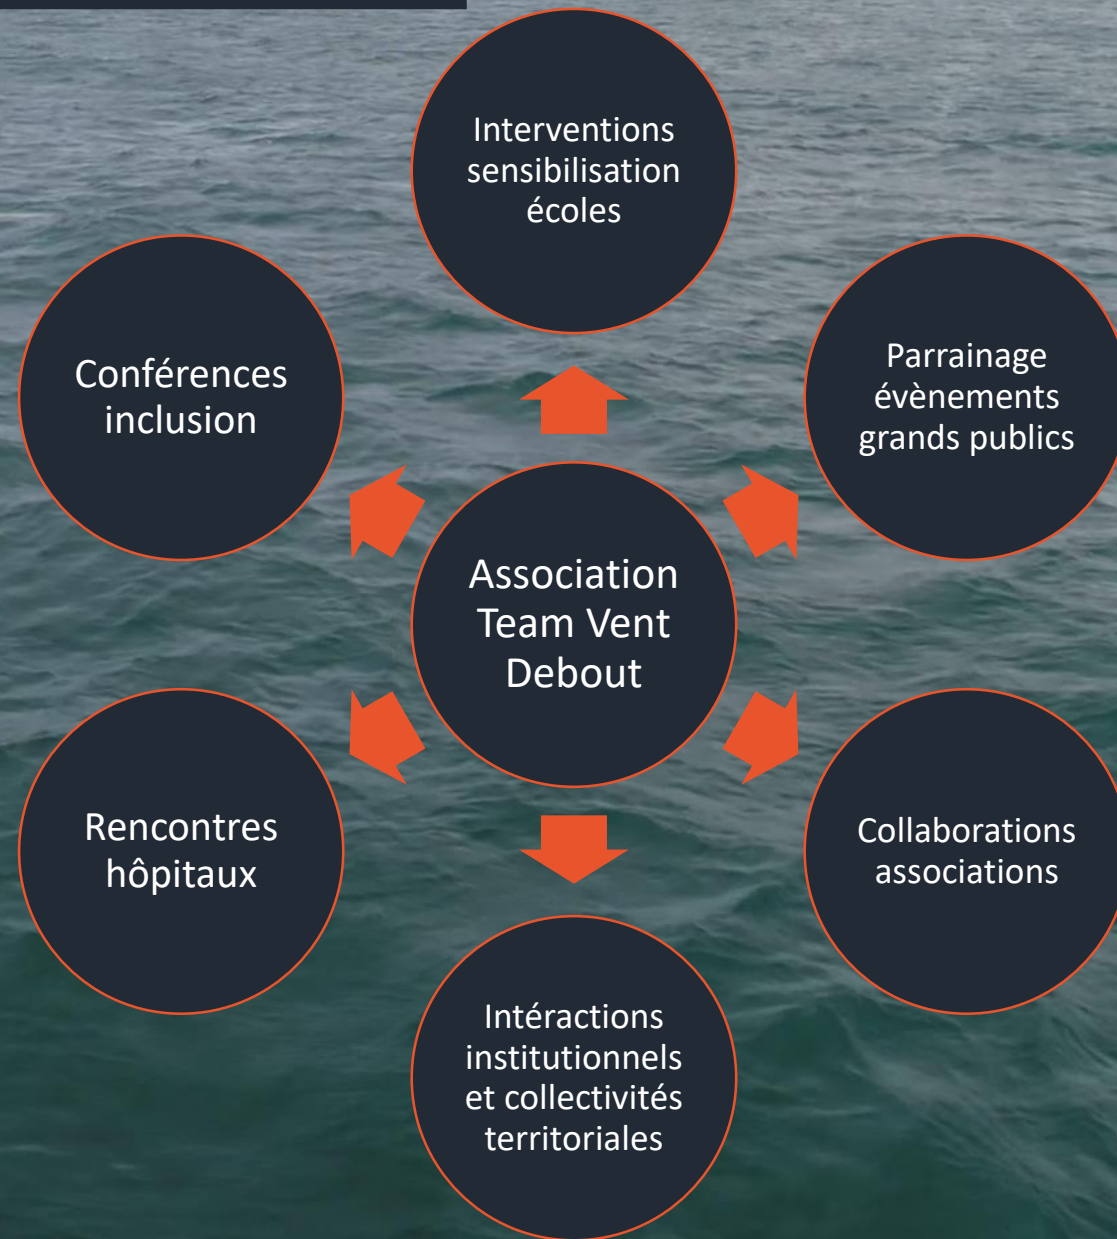 Interventions
sensibilisation
écoles
Conférences
inclusion
Parrainage
évènements
grands publics
Association
Team Vent
Debout
Rencontres
hôpitaux
Collaborations
associations
Intéractions
institutionnels
et collectivités
territoriales